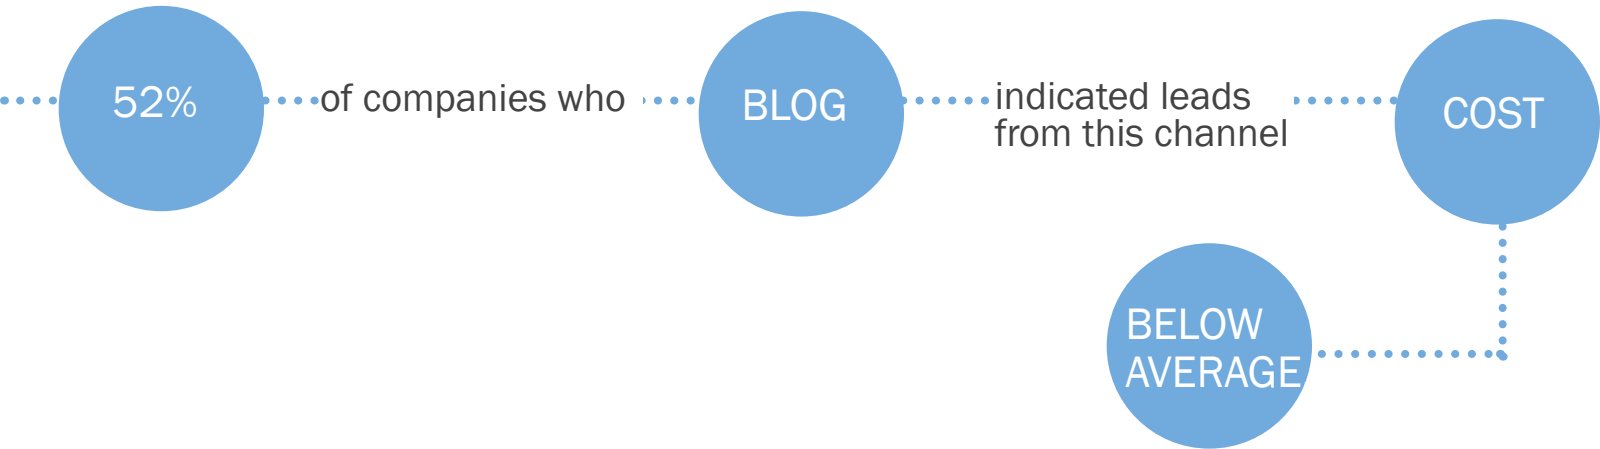 52%
of companies who
BLOG
indicated leads
from this channel
COST
BELOW
AVERAGE